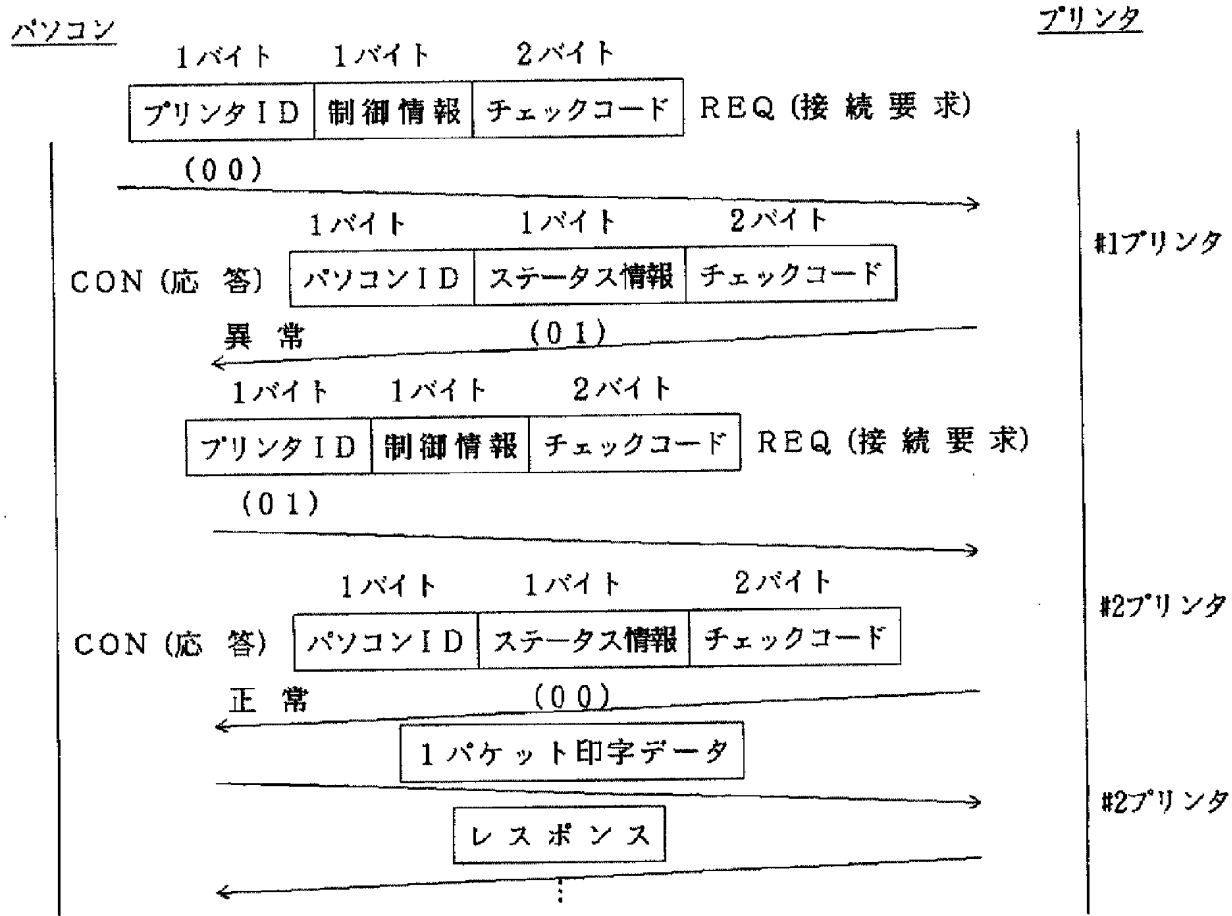 パソコン
プリンタ
1バイト 1バイト 2バイト
プリンタID 制御情報 チェックコード REQ(接続要求)
(00)
1バイト 1バイト 2バイト
#1プリンタ
CON(応答) パソコンID ステータス情報 チェックコード
異常 (01)
1バイト 1バイト 2バイト
プリンタID 制御情報 チェックコード REQ(接続要求)
(01)
1バイト 1バイト 2バイト
#2プリンタ
CON(応答) パソコンID ステータス情報 チェックコード
正常 (00)
1パケット印字データ
#2プリンタ
レスポンス